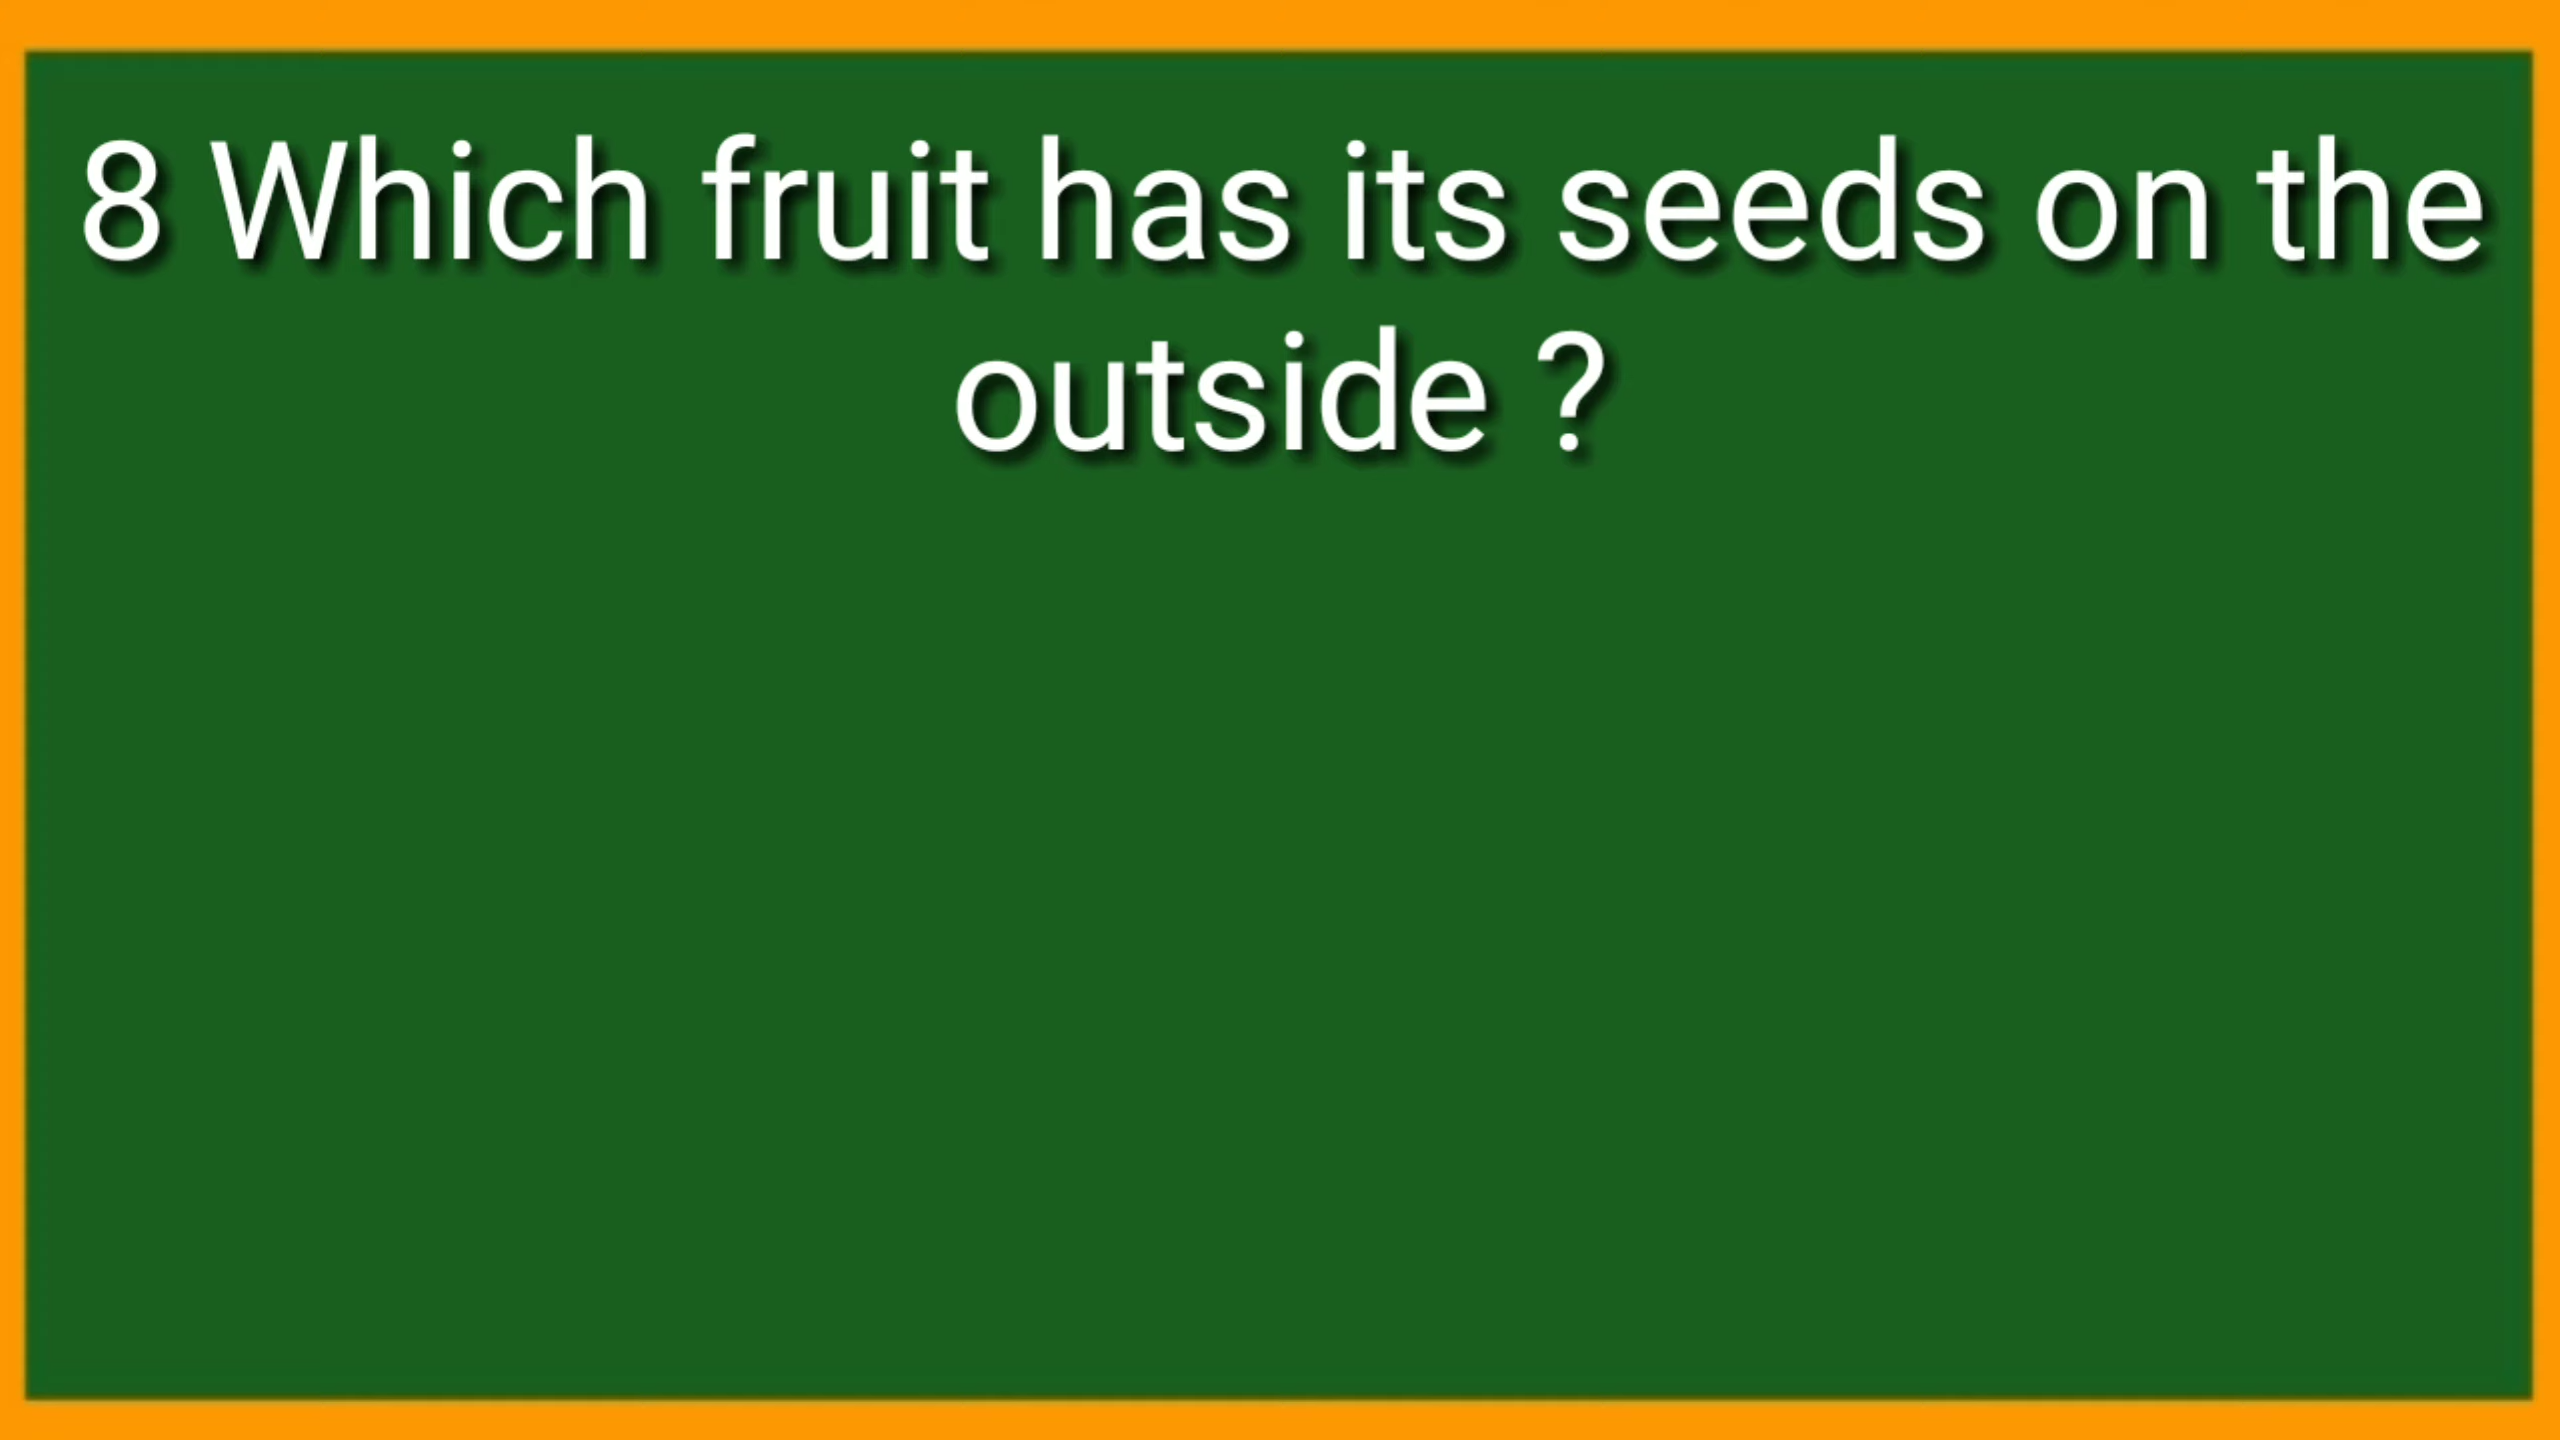 8 Which fruit has its seeds on the
outside ?